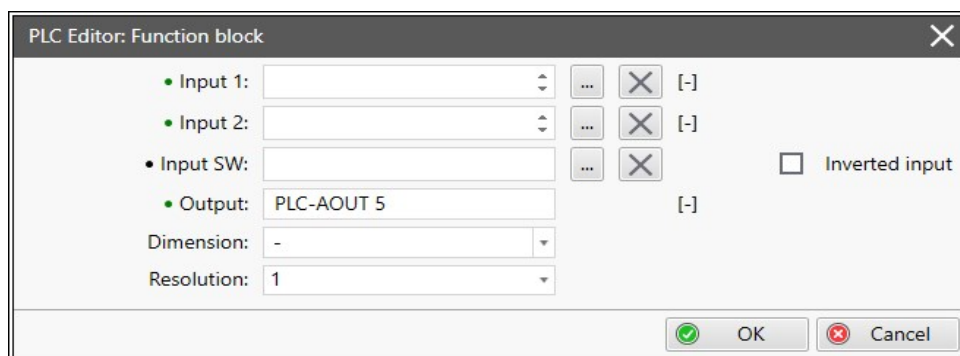 PLC Editor: Function block
• Input 1: ... [-]
• Input 2: ... [-]
• Input SW: ... Inverted input
• Output: PLC-AOUT 5 [-]
Dimension: -
Resolution: 1
OK Cancel